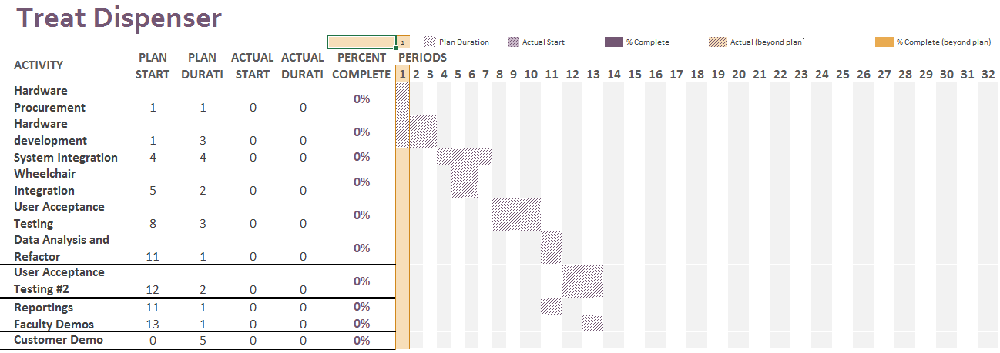 Treat Dispenser
1 Plan Duration Actual Start % Complete Actual (beyond plan) % Complete (beyond plan)
PLAN PLAN ACTUAL ACTUAL PERCENT PERIODS
ACTIVITY
START DURATI START DURATI COMPLETE 1 2 3 4 5 6 7 8 9 10 11 12 13 14 15 16 17 18 19 20 21 22 23 24 25 26 27 28 29 30 31 32
Hardware
Procurement 1 1 0 0 0%
Hardware
development 1 3 0 0 0%
System Integration 4 4 0 0 0%
Wheelchair
Integration 5 2 0 0 0%
User Acceptance
Testing 8 3 0 0 0%
Data Analysis and
Refactor 11 1 0 0 0%
User Acceptance
Testing #2 12 2 0 0 0%
Reportings 11 1 0 0 0%
Faculty Demos 13 1 0 0 0%
Customer Demo 0 5 0 0 0%